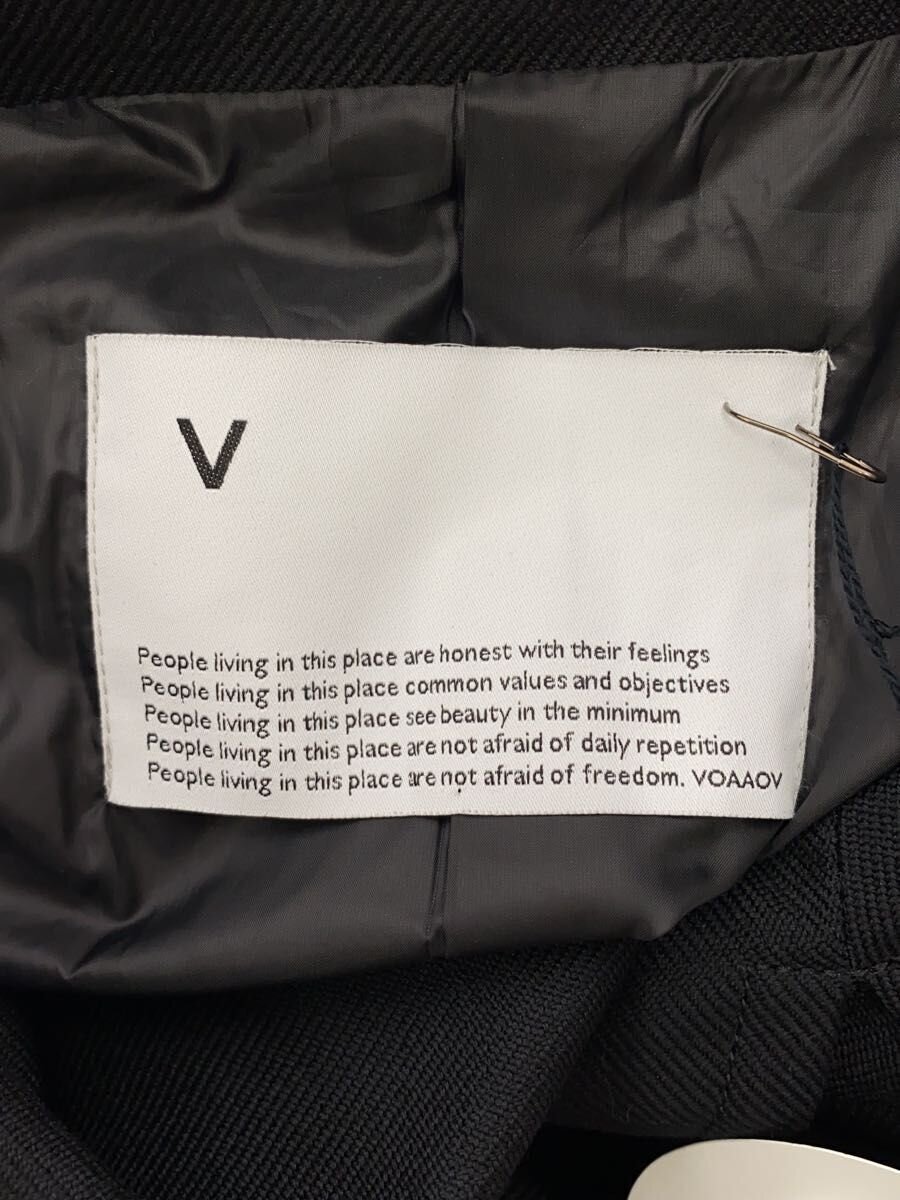 V
People living in this place are honest with their feelings
People living in this place common values and objectives
People living in this place see beauty in the minimum
People living in this place are not afraid of daily repetition
People living in this place are not afraid of freedom. VOAAOV